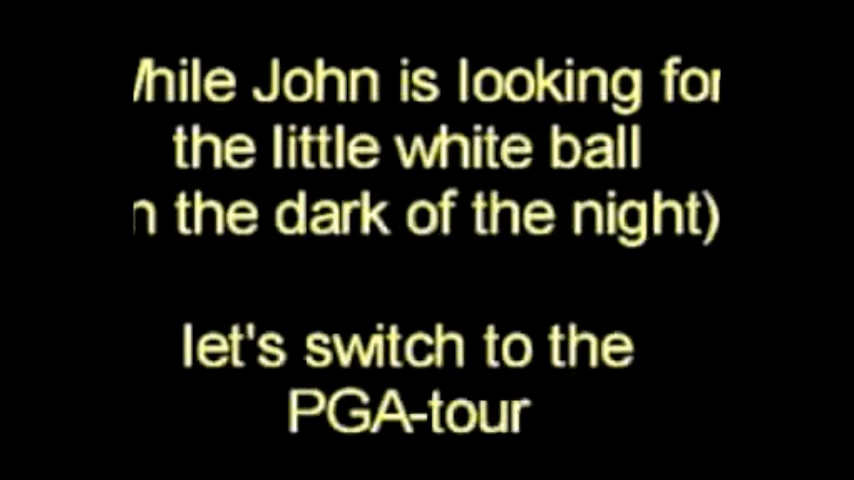 hile John is looking for
the little white ball
n the dark of the night)
let's switch to the
PGA-tour